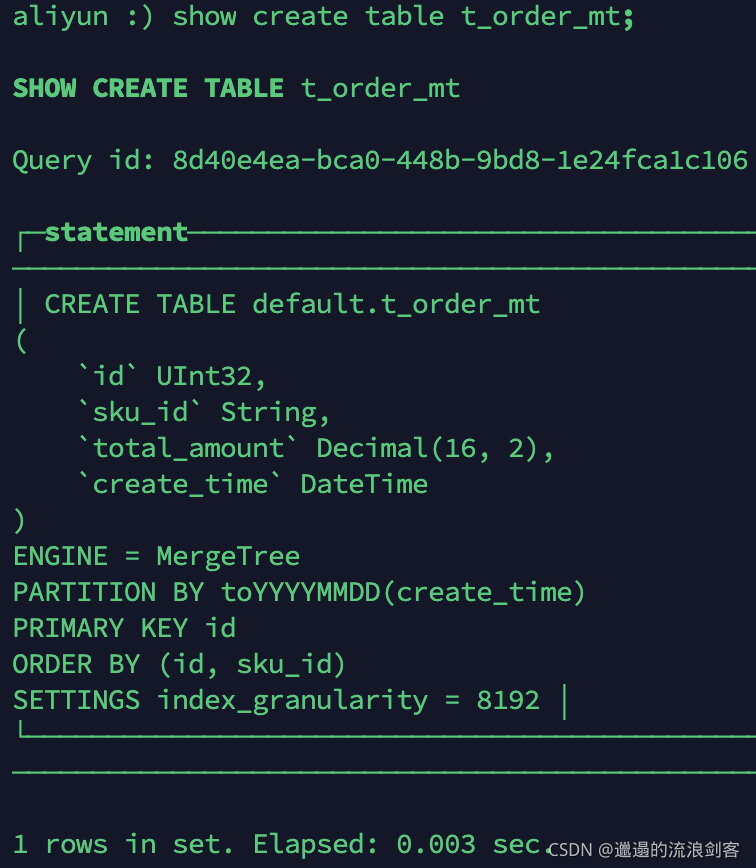 aliyun :) show create table t_order_mt;
SHOW CREATE TABLE t_order_mt
Query id: 8d40e4ea-bca0-448b-9bd8-1e24fca1c106
statement
CREATE TABLE default.t_order_mt
(
`id` UInt32,
`sku_id` String,
`total_amount` Decimal(16, 2),
`create_time` DateTime
)
ENGINE = MergeTree
PARTITION BY toYYYYMMDD(create_time)
PRIMARY KEY id
ORDER BY (id, sku_id)
SETTINGS index_granularity = 8192
1 rows in set. Elapsed: 0.003 sec.
CSDN @邋遢的流浪剑客